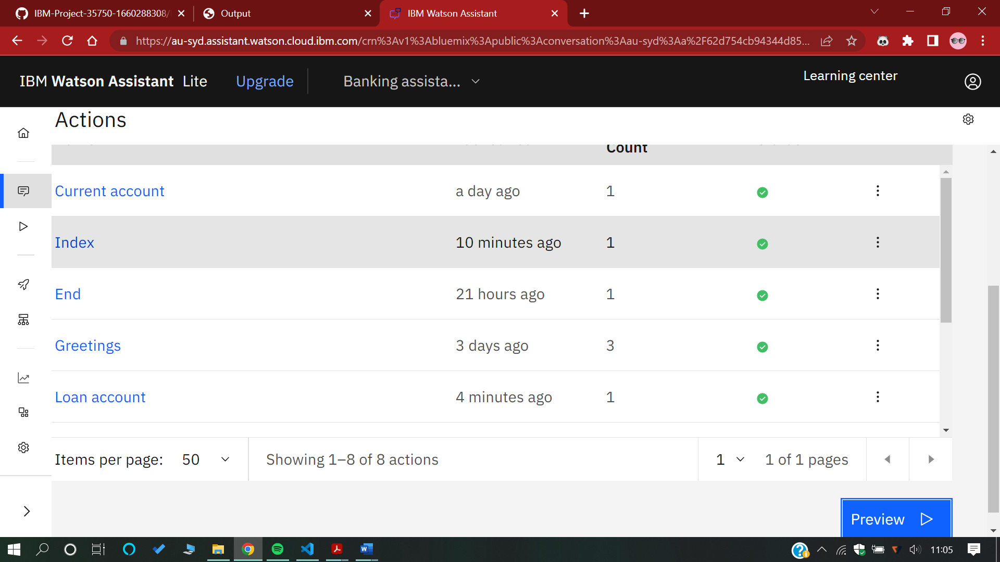 IBM-Project-35750-1660288308/
Output
IBM Watson Assistant
https://au-syd.assistant.watson.cloud.ibm.com/crn%3Av1%3Abluemix%3Apublic%3Aconversation%3Aau-syd%3Aa%2F62d754cb94344d85...
IBM Watson Assistant Lite
Upgrade
Banking assista...
Learning center
Actions
Count
Current account a day ago 1
Index 10 minutes ago 1
End 21 hours ago 1
Greetings 3 days ago 3
Loan account 4 minutes ago 1
Items per page: 50 Showing 1–8 of 8 actions 1 1 of 1 pages
Preview
11:05